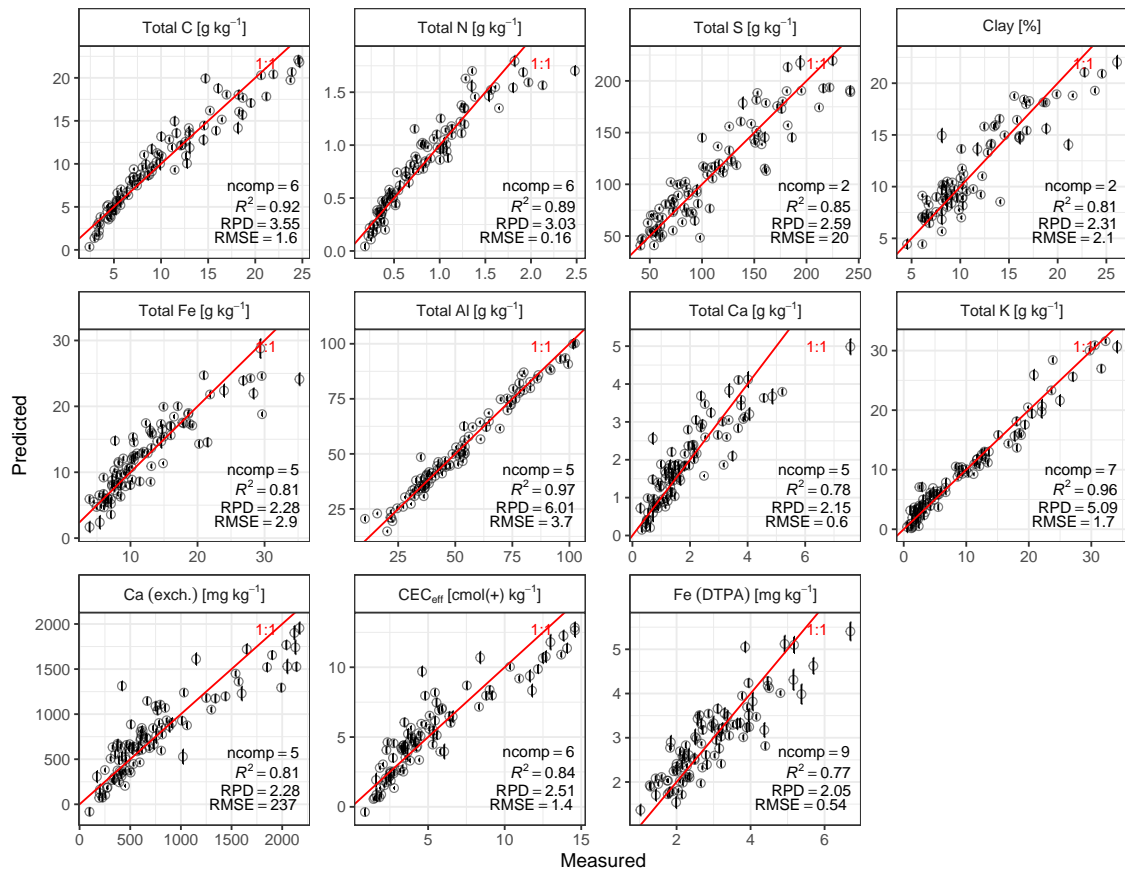 Total C [g kg⁻¹]
Total N [g kg⁻¹]
Total S [g kg⁻¹]
Clay [%]
1:1
ncomp = 6
R² = 0.92
RPD = 3.55
RMSE = 1.6
0
5
10
15
20
5
10
15
20
25
1:1
ncomp = 6
R² = 0.89
RPD = 3.03
RMSE = 0.16
0.0
0.5
1.0
1.5
0.0
0.5
1.0
1.5
2.0
2.5
1:1
ncomp = 2
R² = 0.85
RPD = 2.59
RMSE = 20
50
100
150
200
50
100
150
200
250
1:1
ncomp = 2
R² = 0.81
RPD = 2.31
RMSE = 2.1
5
10
15
20
5
10
15
20
25
Total Fe [g kg⁻¹]
Total Al [g kg⁻¹]
Total Ca [g kg⁻¹]
Total K [g kg⁻¹]
1:1
ncomp = 5
R² = 0.81
RPD = 2.28
RMSE = 2.9
0
10
20
30
10
20
30
1:1
ncomp = 5
R² = 0.97
RPD = 6.01
RMSE = 3.7
25
50
75
100
25
50
75
100
1:1
ncomp = 5
R² = 0.78
RPD = 2.15
RMSE = 0.6
0
1
2
3
4
5
0
2
4
6
1:1
ncomp = 7
R² = 0.96
RPD = 5.09
RMSE = 1.7
0
10
20
30
0
10
20
30
Ca (exch.) [mg kg⁻¹]
CEC_eff [cmol(+) kg⁻¹]
Fe (DTPA) [mg kg⁻¹]
1:1
ncomp = 5
R² = 0.81
RPD = 2.28
RMSE = 237
0
500
1000
1500
2000
0
500
1000
1500
2000
1:1
ncomp = 6
R² = 0.84
RPD = 2.51
RMSE = 1.4
0
5
10
0
5
10
15
1:1
ncomp = 9
R² = 0.77
RPD = 2.05
RMSE = 0.54
2
3
4
5
2
4
6
Predicted
Measured